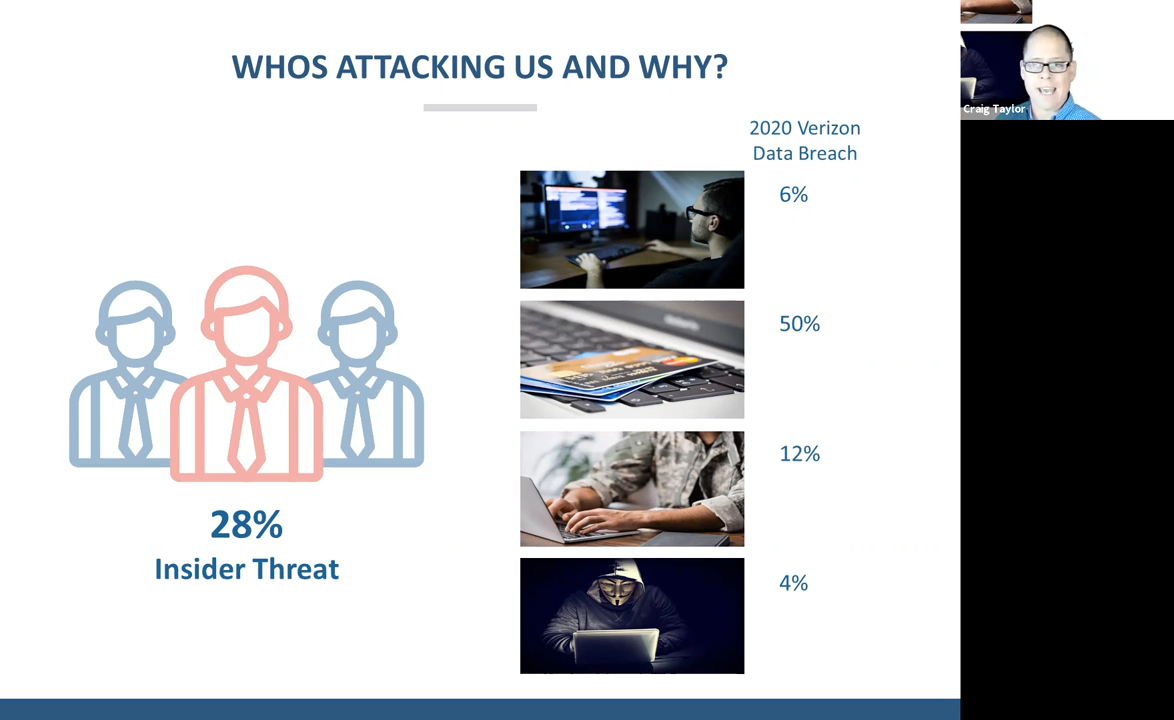 WHOS ATTACKING US AND WHY?
2020 Verizon
Data Breach
6%
50%
12%
4%
28%
Insider Threat
Craig Taylor